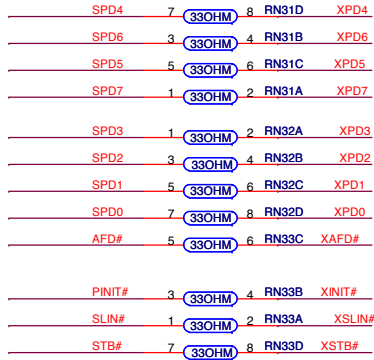 SPD4 7 33OHM 8 RN31D XPD4
SPD6 3 33OHM 4 RN31B XPD6
SPD5 5 33OHM 6 RN31C XPD5
SPD7 1 33OHM 2 RN31A XPD7
SPD3 1 33OHM 2 RN32A XPD3
SPD2 3 33OHM 4 RN32B XPD2
SPD1 5 33OHM 6 RN32C XPD1
SPD0 7 33OHM 8 RN32D XPD0
AFD# 5 33OHM 6 RN33C XAFD#
PINIT# 3 33OHM 4 RN33B XINIT#
SLIN# 1 33OHM 2 RN33A XSLIN#
STB# 7 33OHM 8 RN33D XSTB#